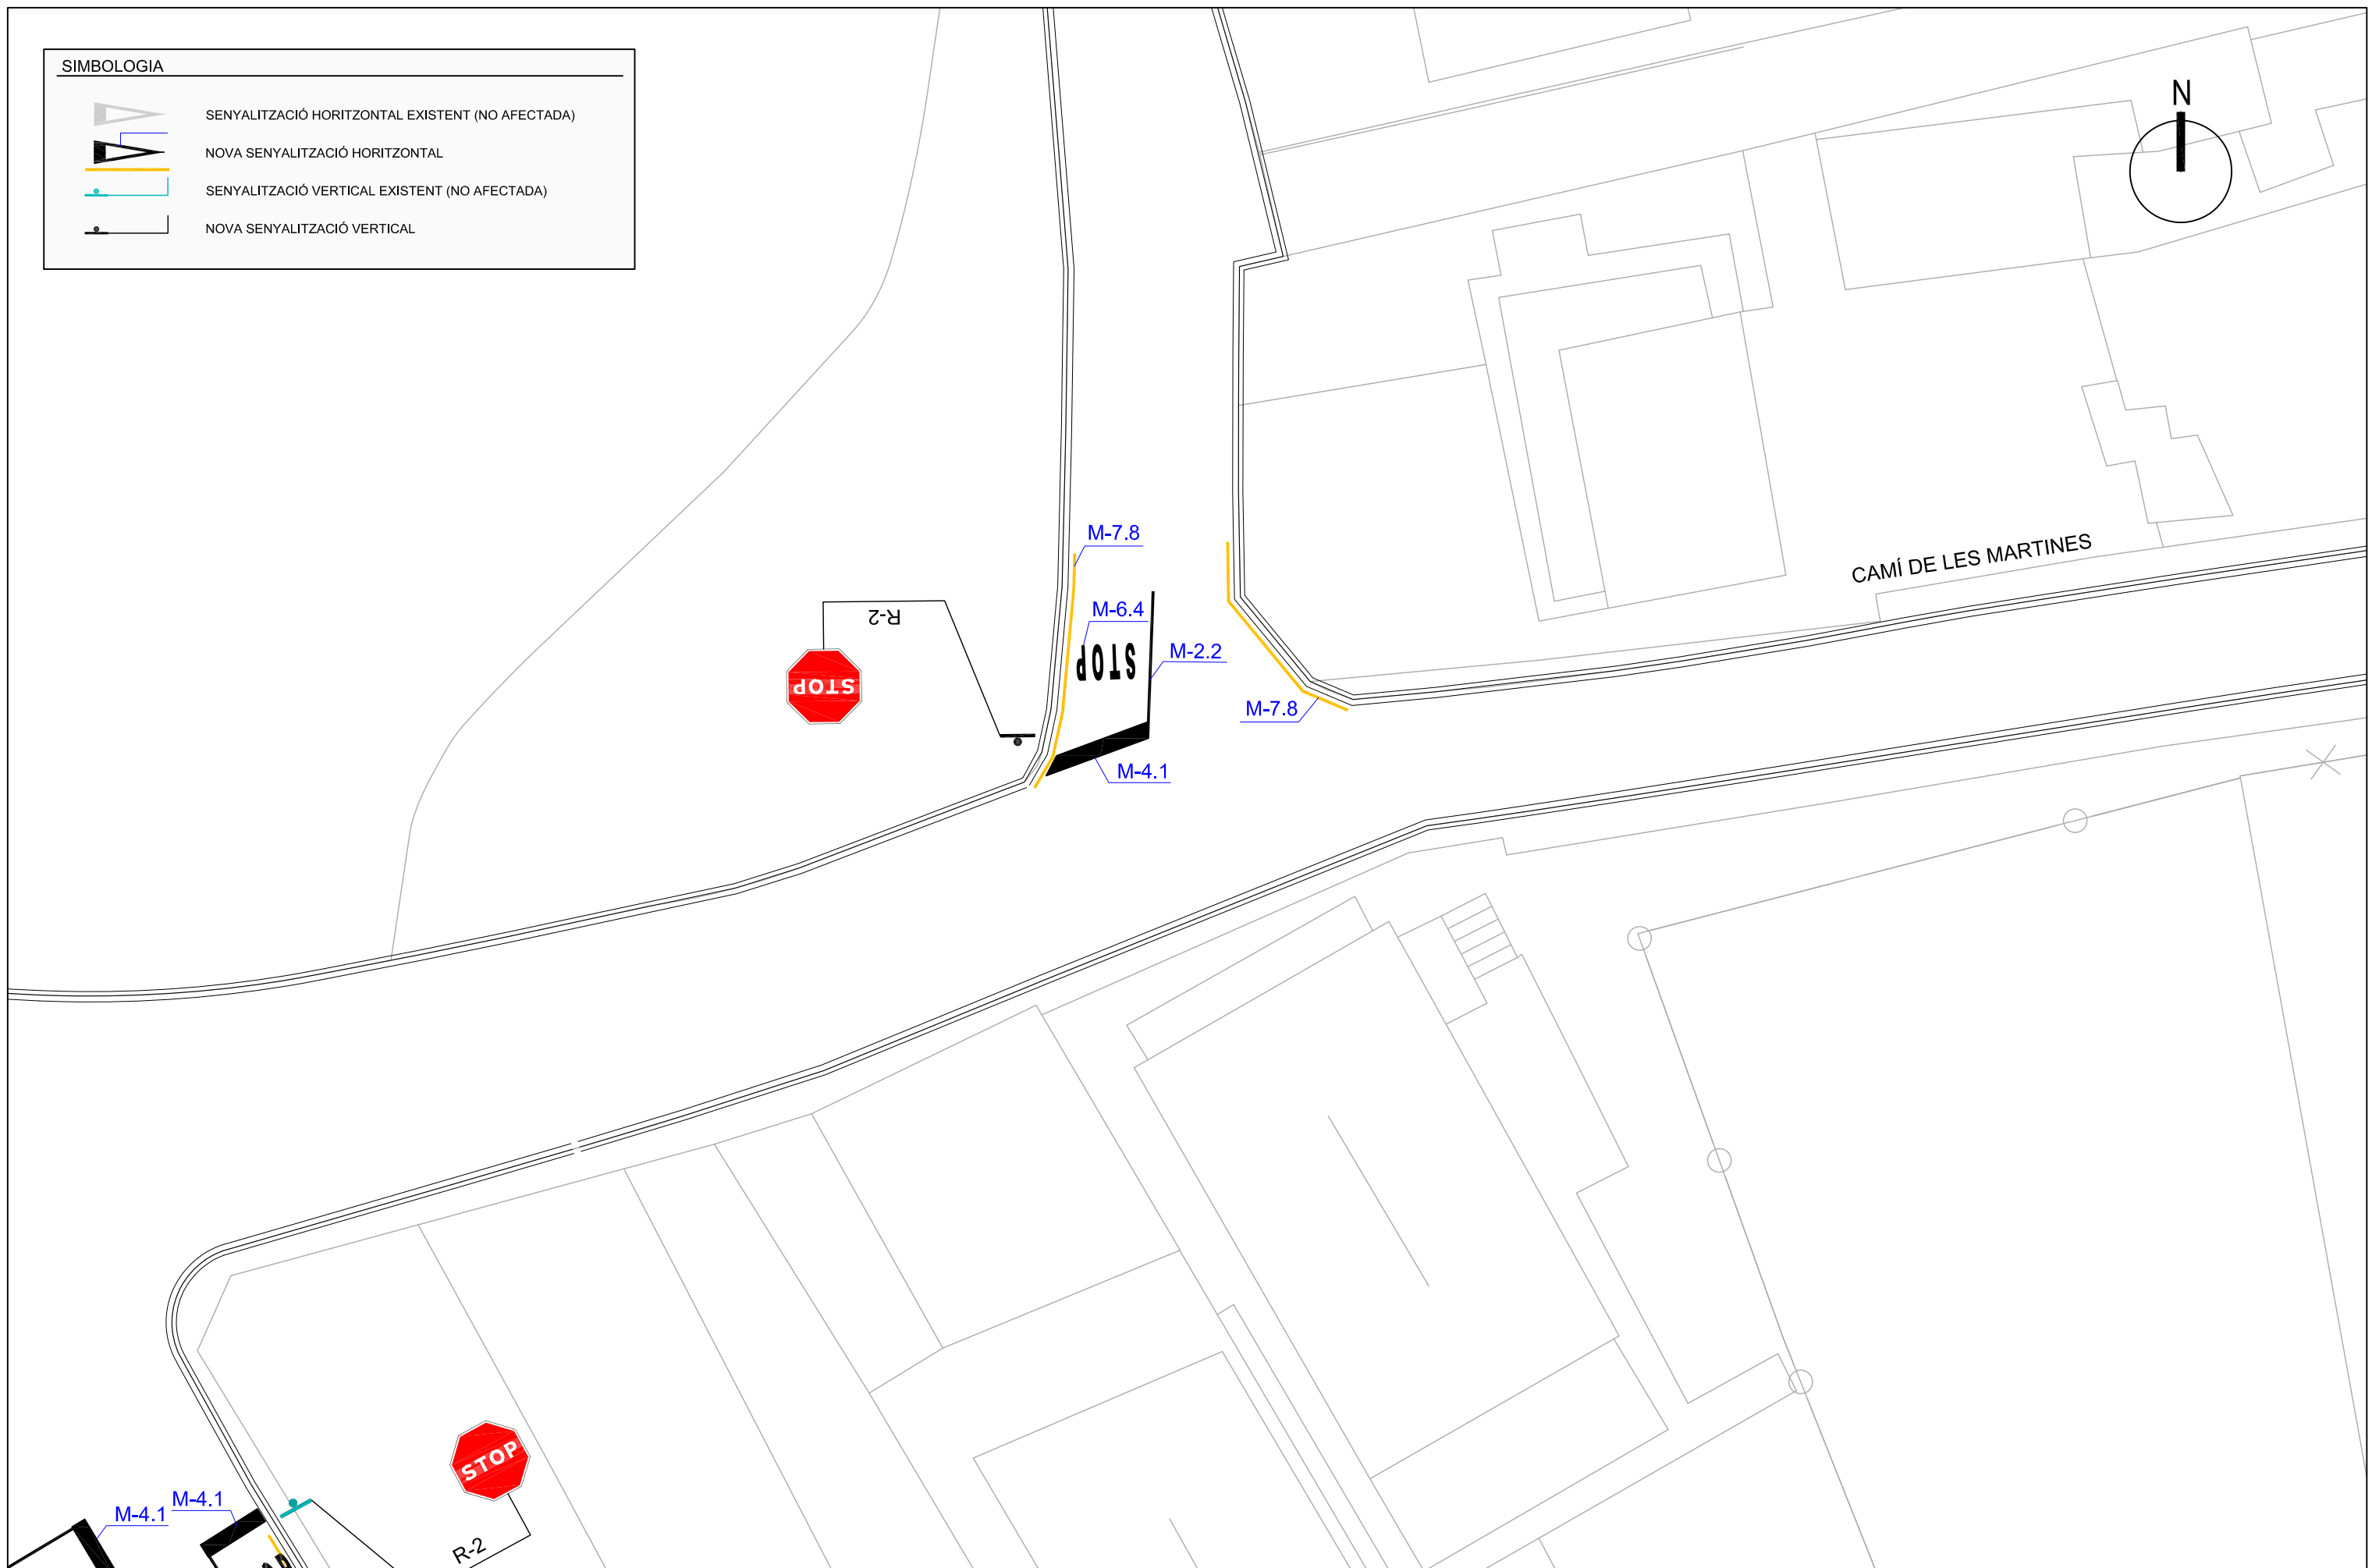 SIMBOLOGIA
SENYALITZACIÓ HORITZONTAL EXISTENT (NO AFECTADA)
NOVA SENYALITZACIÓ HORITZONTAL
SENYALITZACIÓ VERTICAL EXISTENT (NO AFECTADA)
NOVA SENYALITZACIÓ VERTICAL
N
M-7.8
CAMÍ DE LES MARTINES
R-2
M-6.4
STOP
M-2.2
STOP
M-7.8
M-4.1
STOP
M-4.1
M-4.1
R-2